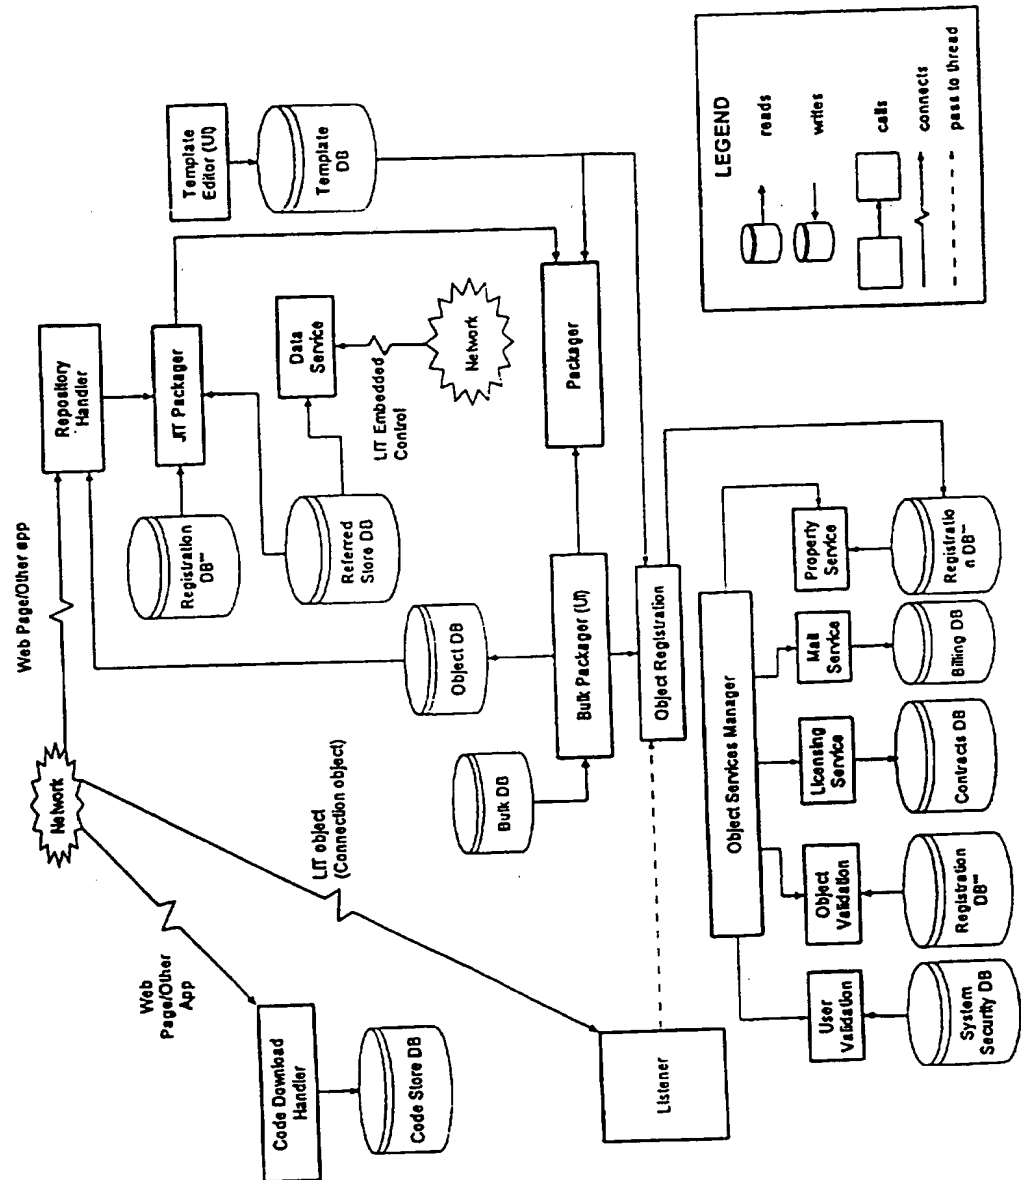 Network
Web
Page/Other
App
Code Download
Handler
Code Store DB
LIT object
(Connection object)
Listener
Web Page/Other app
Repository
Handler
JIT Packager
Registration
DB***
Referred
Store DB
Data
Service
LIT Embedded
Control
Network
Template
Editor (UI)
Template
DB
Packager
Object DB
Bulk DB
Bulk Packager (UI)
Object Registration
Object Services Manager
User
Validation
System
Security DB
Object
Validation
Registration
DB***
Licensing
Service
Contracts DB
Mail
Service
Billing DB
Property
Service
Registratio
n DB***
LEGEND
reads
writes
calls
connects
pass to thread